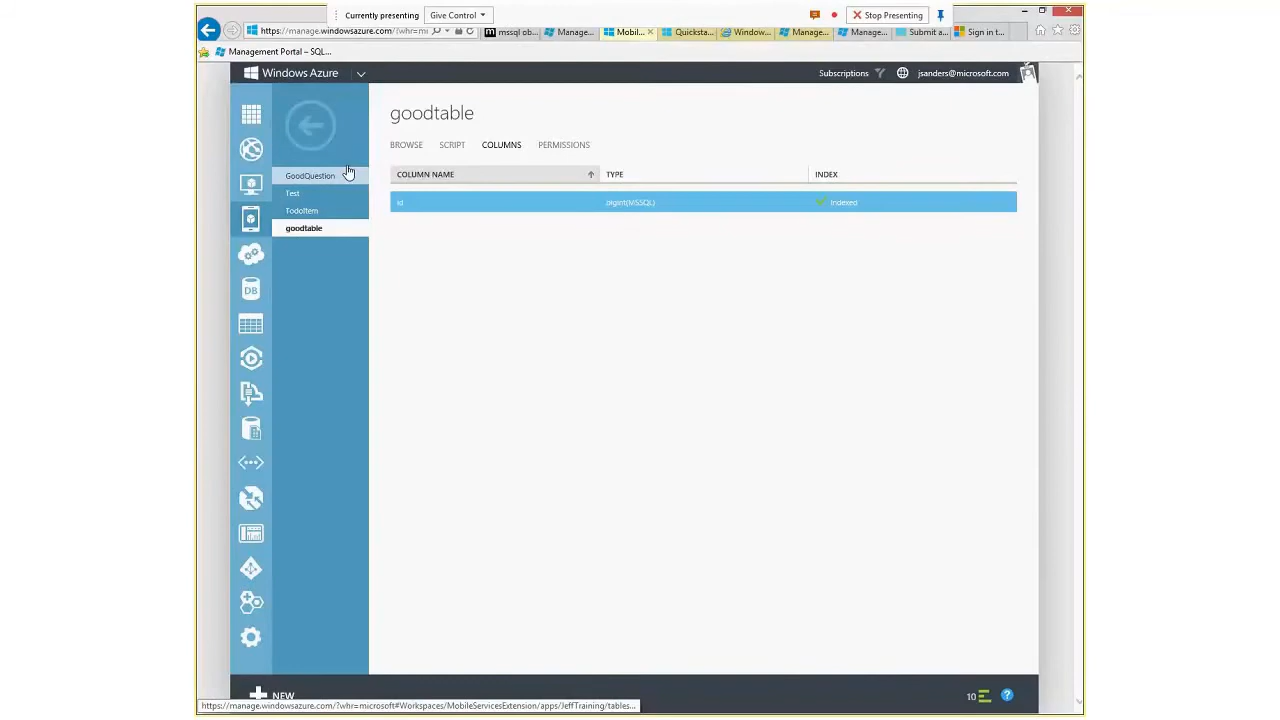 Currently presenting
Give Control
Stop Presenting
https://manage.windowsazure.com/?whr=mi
mssql ob...
Manage...
Mobil...
Quicksta...
Window...
Manage...
Manage...
Submit a...
Sign in t...
Management Portal – SQL...
Windows Azure
Subscriptions
jsanders@microsoft.com
goodtable
BROWSE
SCRIPT
COLUMNS
PERMISSIONS
GoodQuestion
Test
TodoItem
goodtable
COLUMN NAME
TYPE
INDEX
id
bigint(MSSQL)
Indexed
DB
NEW
10
https://manage.windowsazure.com/?whr=microsoft#Workspaces/MobileServicesExtension/apps/JeffTraining/tables...